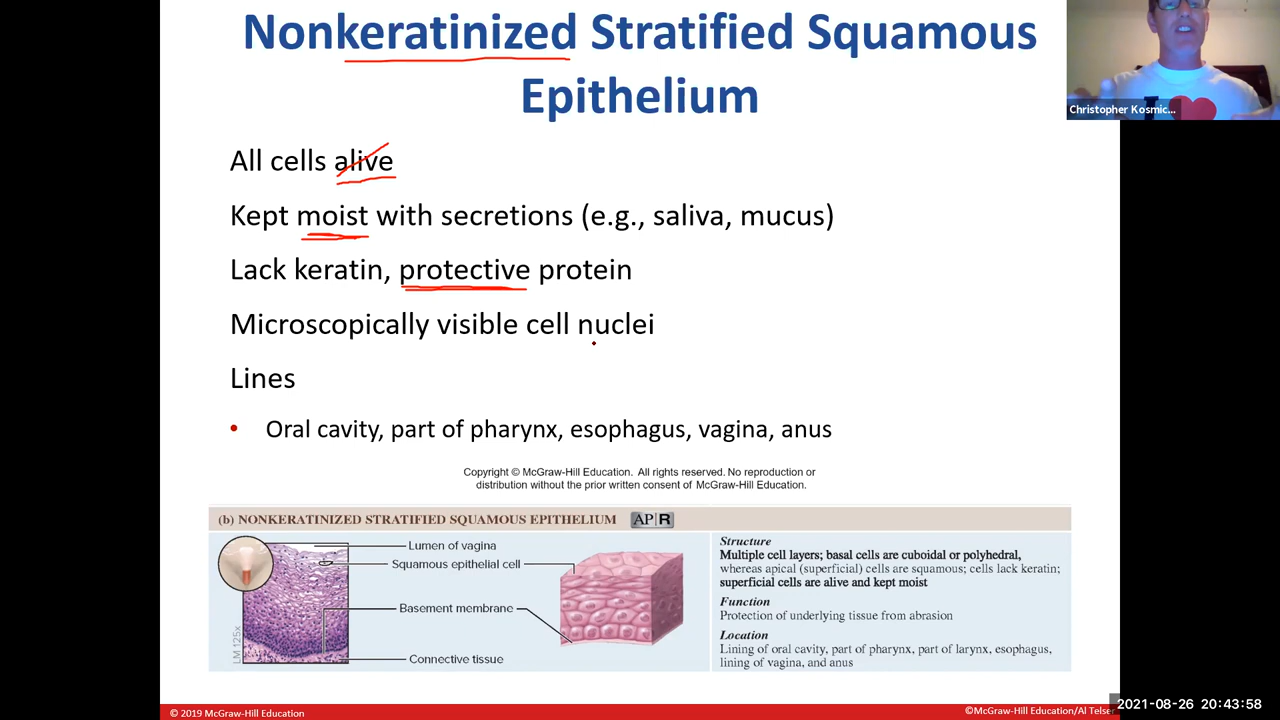 Nonkeratinized Stratified Squamous
Epithelium
Christopher Kosmic...
All cells alive
Kept moist with secretions (e.g., saliva, mucus)
Lack keratin, protective protein
Microscopically visible cell nuclei
Lines
• Oral cavity, part of pharynx, esophagus, vagina, anus
Copyright © McGraw-Hill Education. All rights reserved. No reproduction or
distribution without the prior written consent of McGraw-Hill Education.
(b) NONKERATINIZED STRATIFIED SQUAMOUS EPITHELIUM AP|R
Lumen of vagina
Squamous epithelial cell
Basement membrane
Connective tissue
LM 125x
Structure
Multiple cell layers; basal cells are cuboidal or polyhedral,
whereas apical (superficial) cells are squamous; cells lack keratin;
superficial cells are alive and kept moist
Function
Protection of underlying tissue from abrasion
Location
Lining of oral cavity, part of pharynx, part of larynx, esophagus,
lining of vagina, and anus
© 2019 McGraw-Hill Education
©McGraw-Hill Education/Al Telser
2021-08-26 20:43:58